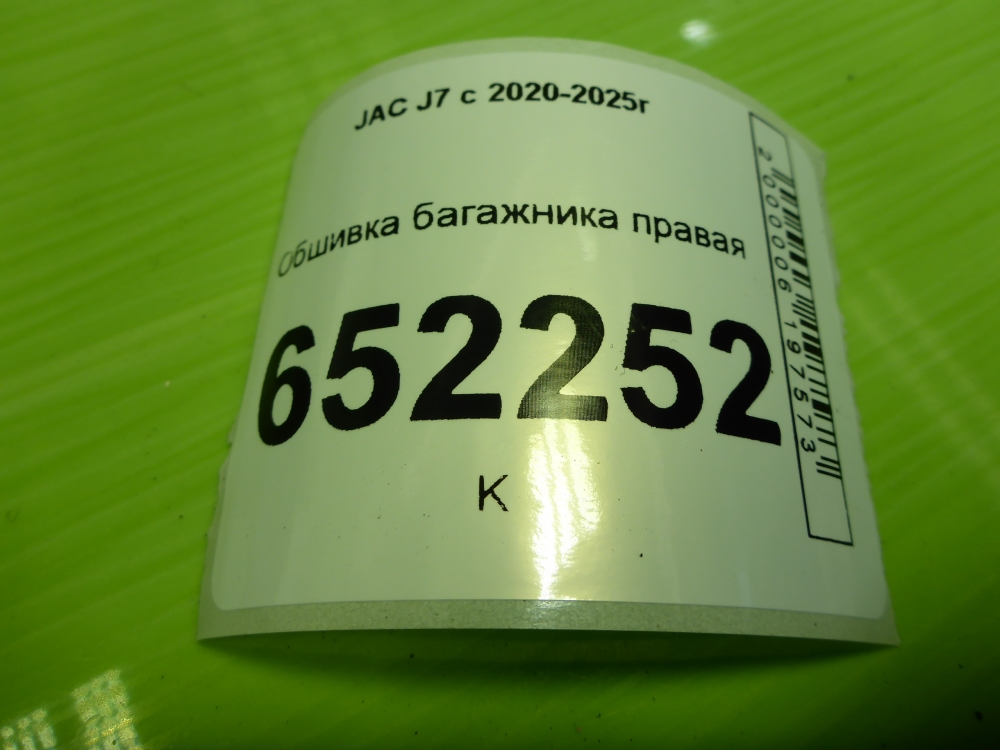 JAC J7 с 2020-2025г
Обшивка багажника правая
652252
К
2000006197573